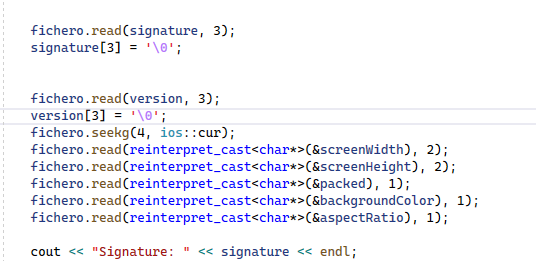 fichero.read(signature, 3);
signature[3] = '\0';
fichero.read(version, 3);
version[3] = '\0';
fichero.seekg(4, ios::cur);
fichero.read(reinterpret_cast<char*>(&screenWidth), 2);
fichero.read(reinterpret_cast<char*>(&screenHeight), 2);
fichero.read(reinterpret_cast<char*>(&packed), 1);
fichero.read(reinterpret_cast<char*>(&backgroundColor), 1);
fichero.read(reinterpret_cast<char*>(&aspectRatio), 1);
cout << "Signature: " << signature << endl;